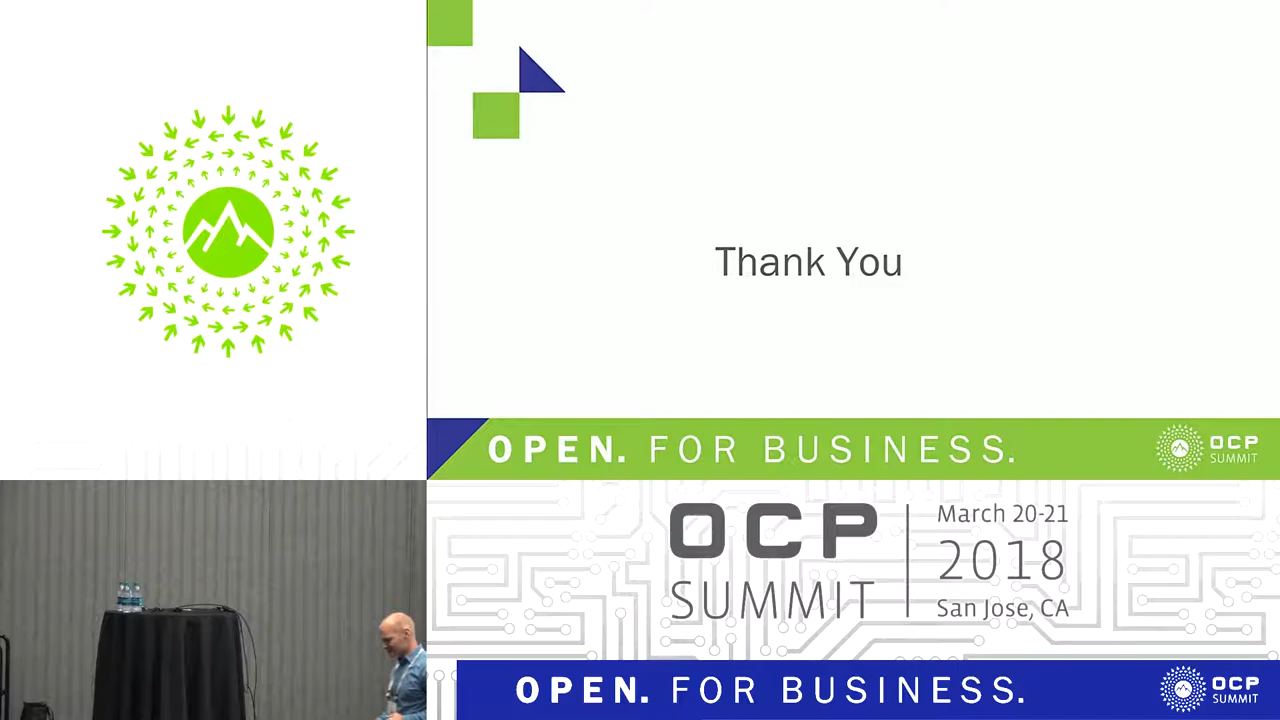 Thank You
OPEN. FOR BUSINESS.
OCP
SUMMIT
OCP
SUMMIT
March 20-21
2018
San Jose, CA
OPEN. FOR BUSINESS.
OCP
SUMMIT